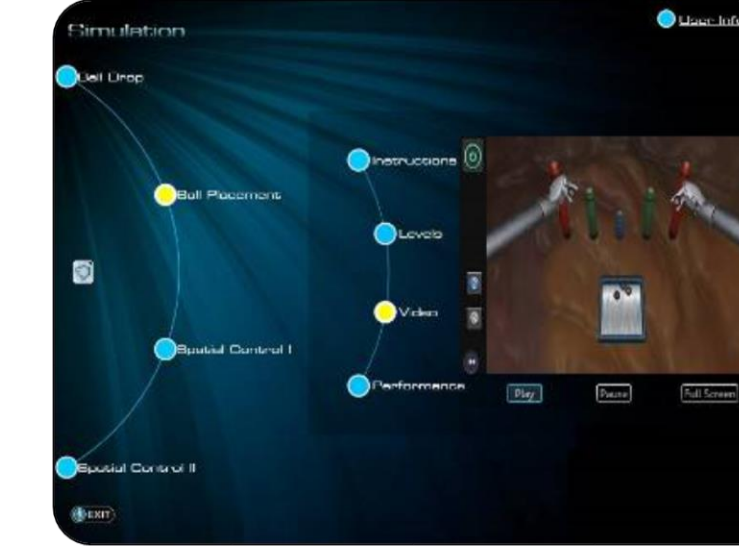 Simulation
User Info
Ball Drop
Ball Placement
Instructions
Levels
Video
Spatial Control I
Performance
Play
Pause
Full Screen
Spatial Control II
EXIT